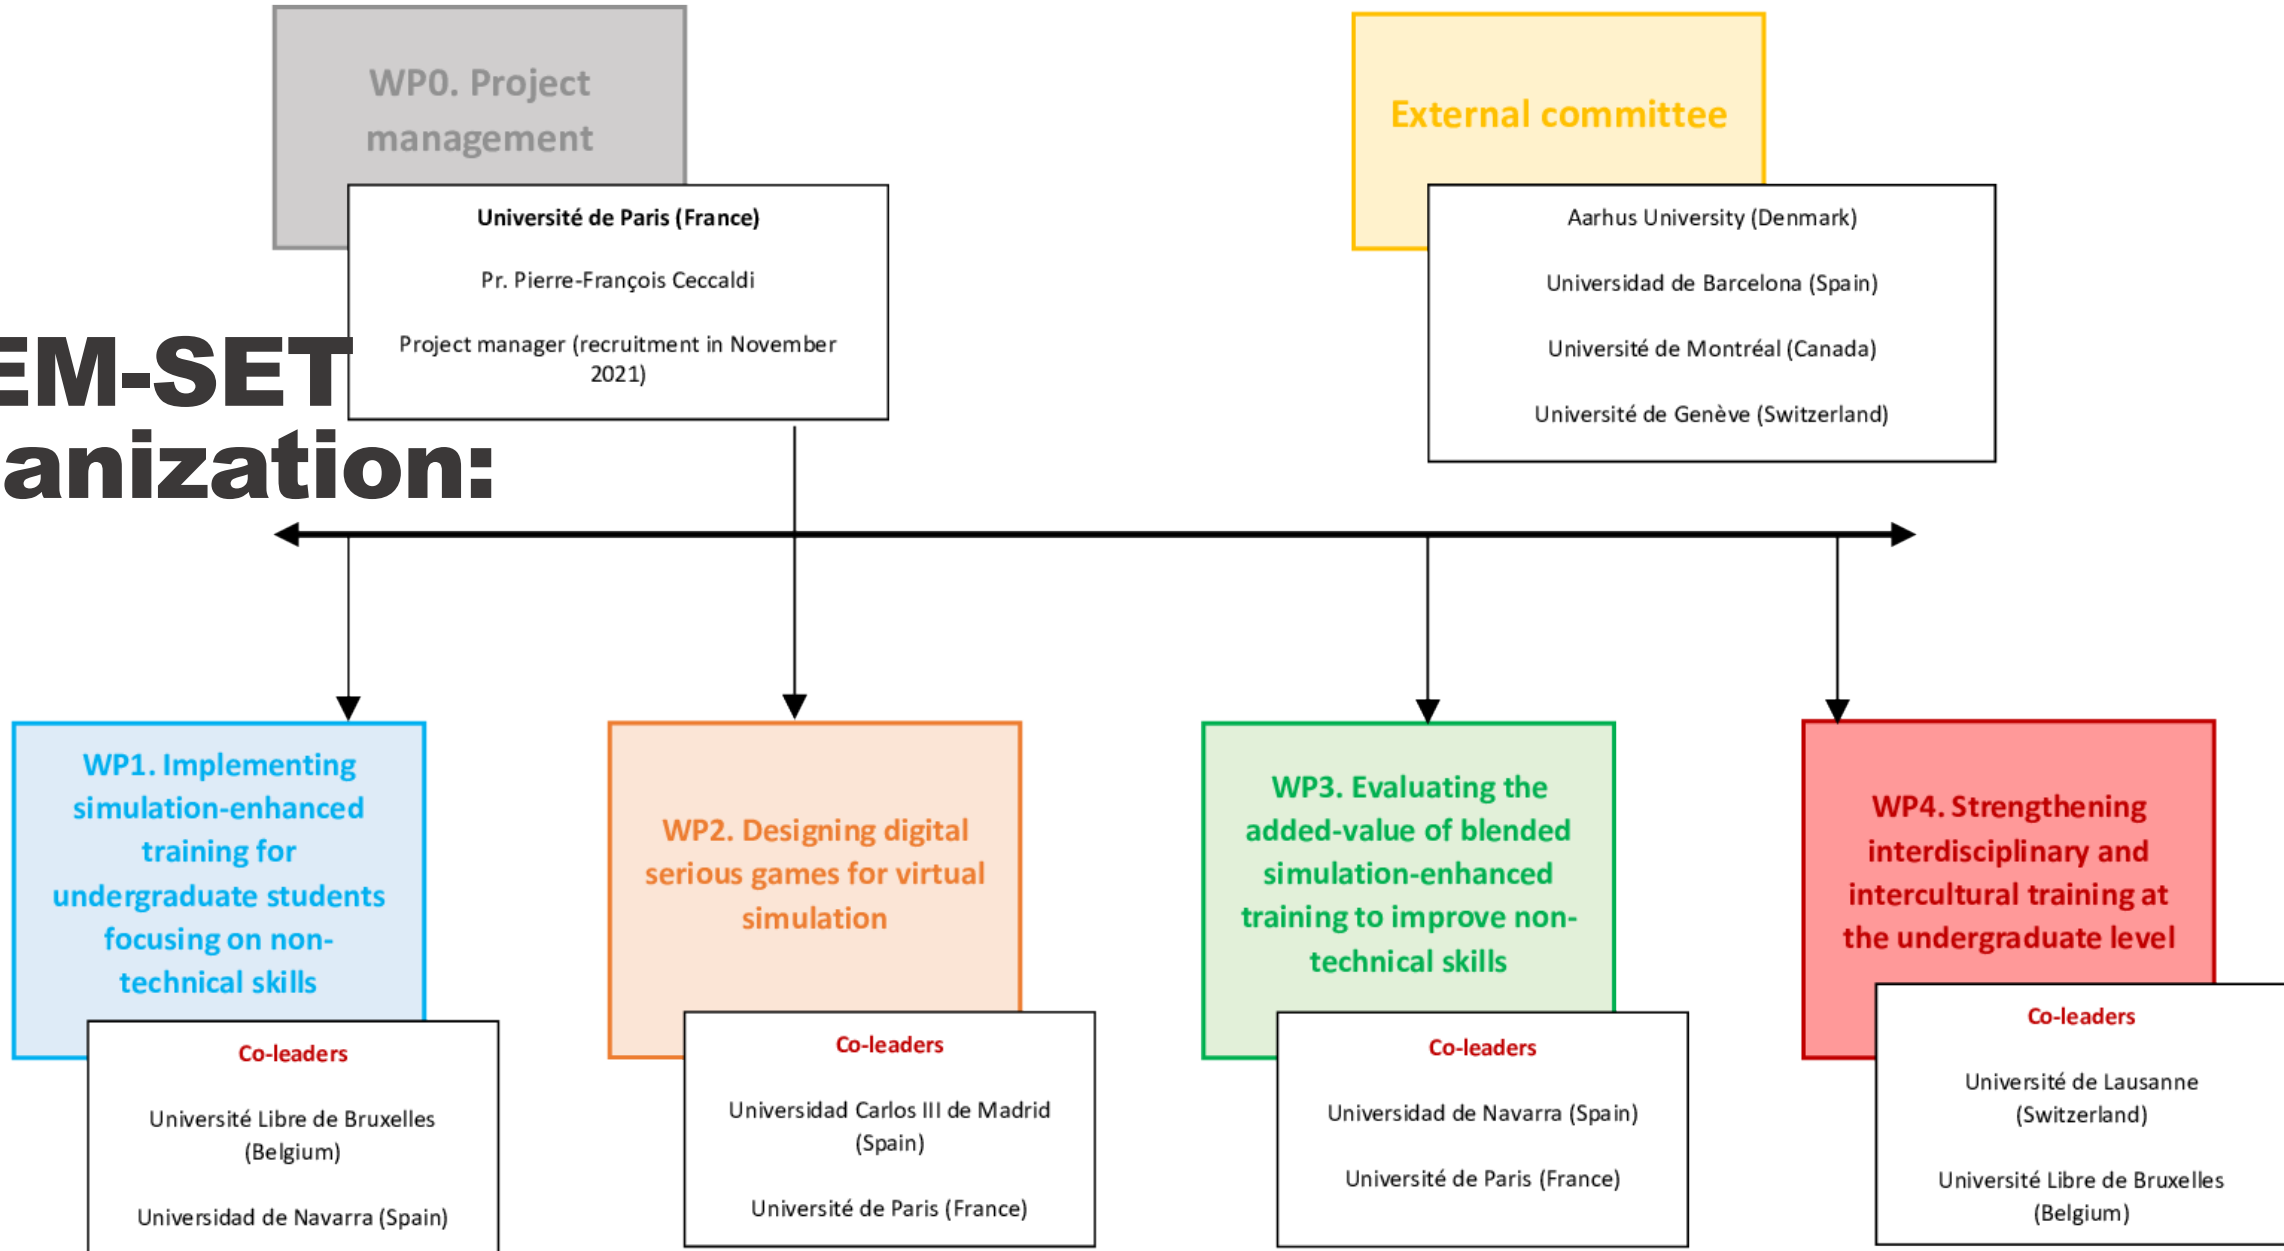 WP0. Project
management
Université de Paris (France)
Pr. Pierre-François Ceccaldi
Project manager (recruitment in November
2021)
External committee
Aarhus University (Denmark)
Universidad de Barcelona (Spain)
Université de Montréal (Canada)
Université de Genève (Switzerland)
EM-SET
anization:
WP1. Implementing
simulation-enhanced
training for
undergraduate students
focusing on non-
technical skills
Co-leaders
Université Libre de Bruxelles
(Belgium)
Universidad de Navarra (Spain)
WP2. Designing digital
serious games for virtual
simulation
Co-leaders
Universidad Carlos III de Madrid
(Spain)
Université de Paris (France)
WP3. Evaluating the
added-value of blended
simulation-enhanced
training to improve non-
technical skills
Co-leaders
Universidad de Navarra (Spain)
Université de Paris (France)
WP4. Strengthening
interdisciplinary and
intercultural training at
the undergraduate level
Co-leaders
Université de Lausanne
(Switzerland)
Université Libre de Bruxelles
(Belgium)